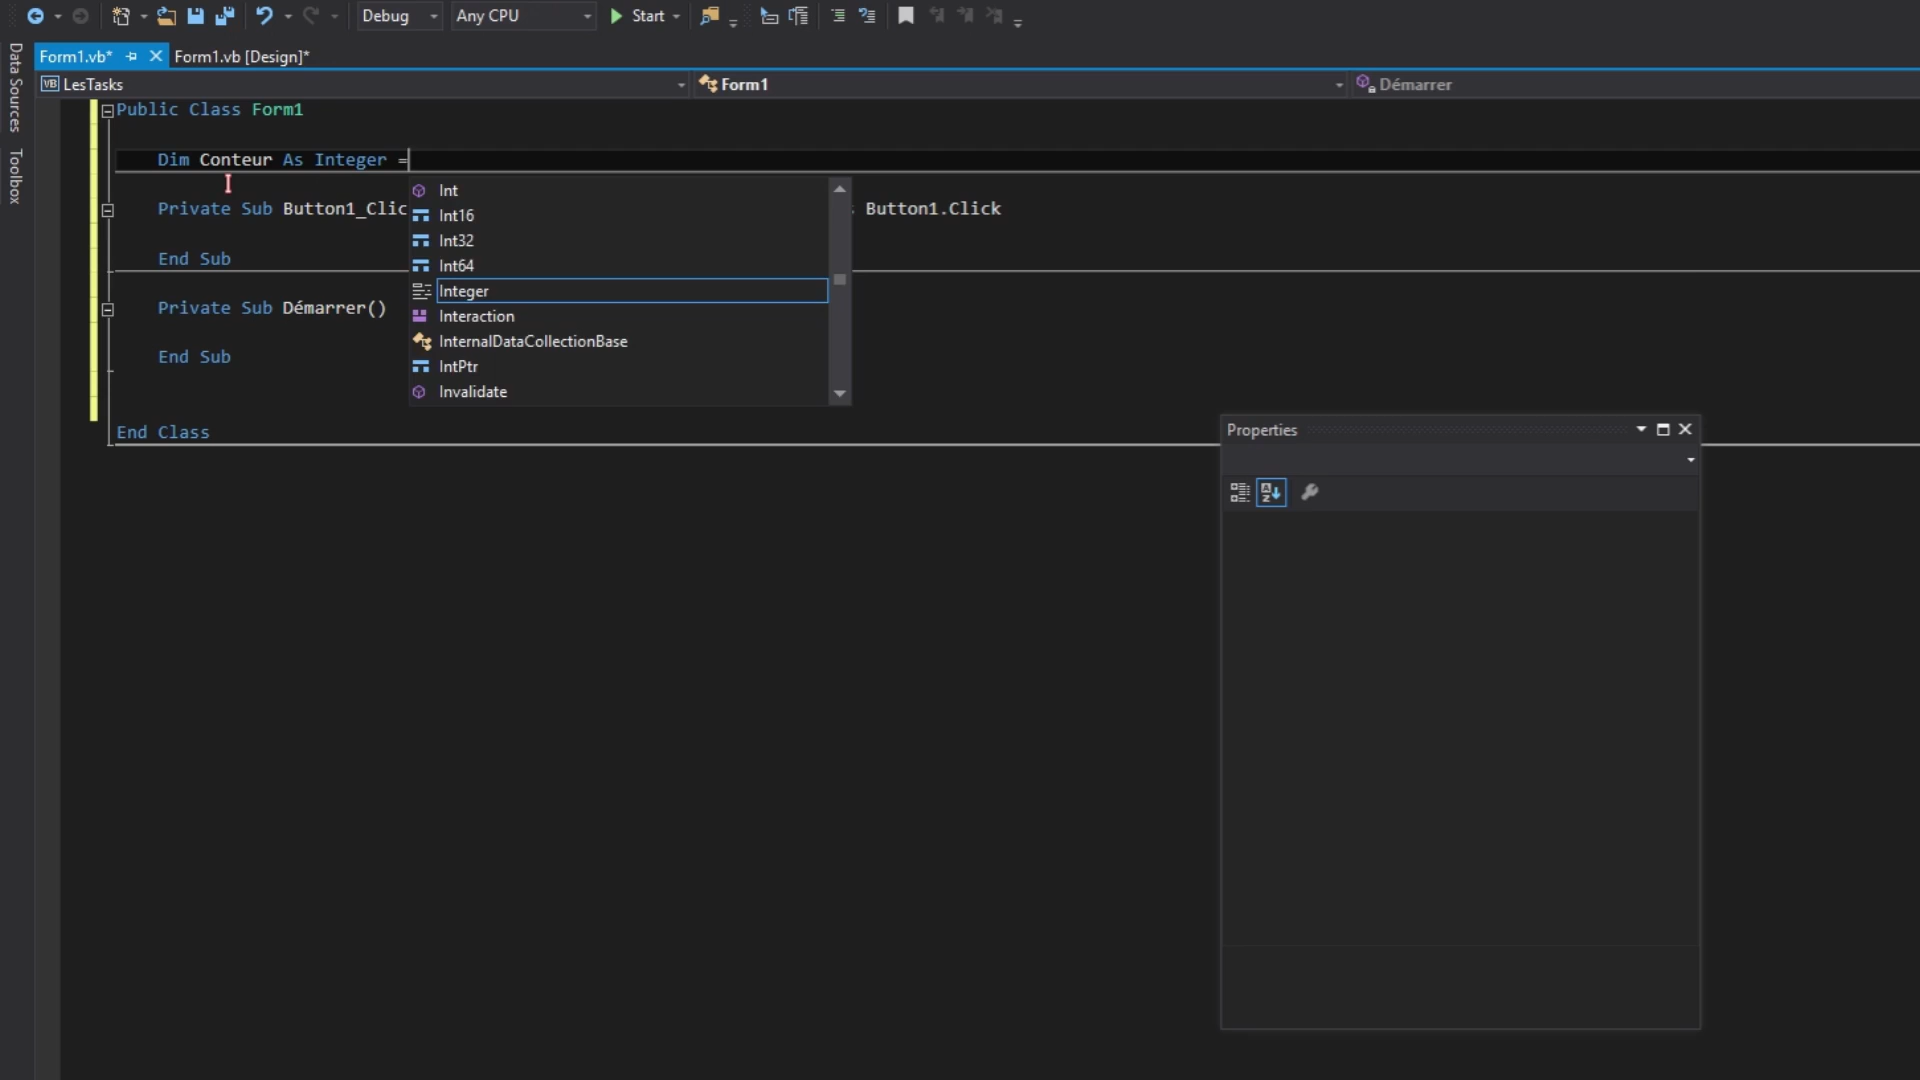 Debug
Any CPU
Start
Form1.vb*
Form1.vb [Design]*
VB LesTasks
Form1
Démarrer
Data Sources
Toolbox
Public Class Form1
Dim Conteur As Integer =
Private Sub Button1_Clic
Button1.Click
End Sub
Private Sub Démarrer()
End Sub
End Class
Int
Int16
Int32
Int64
Integer
Interaction
InternalDataCollectionBase
IntPtr
Invalidate
Properties